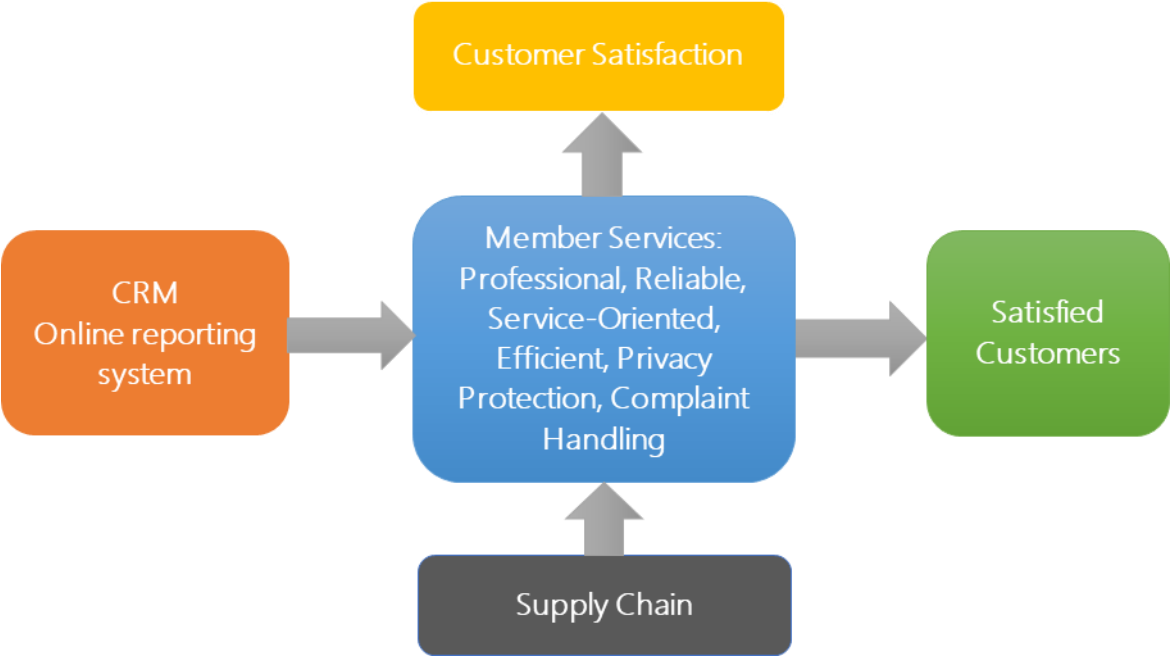 Customer Satisfaction
CRM
Online reporting
system
Member Services:
Professional, Reliable,
Service-Oriented,
Efficient, Privacy
Protection, Complaint
Handling
Satisfied
Customers
Supply Chain